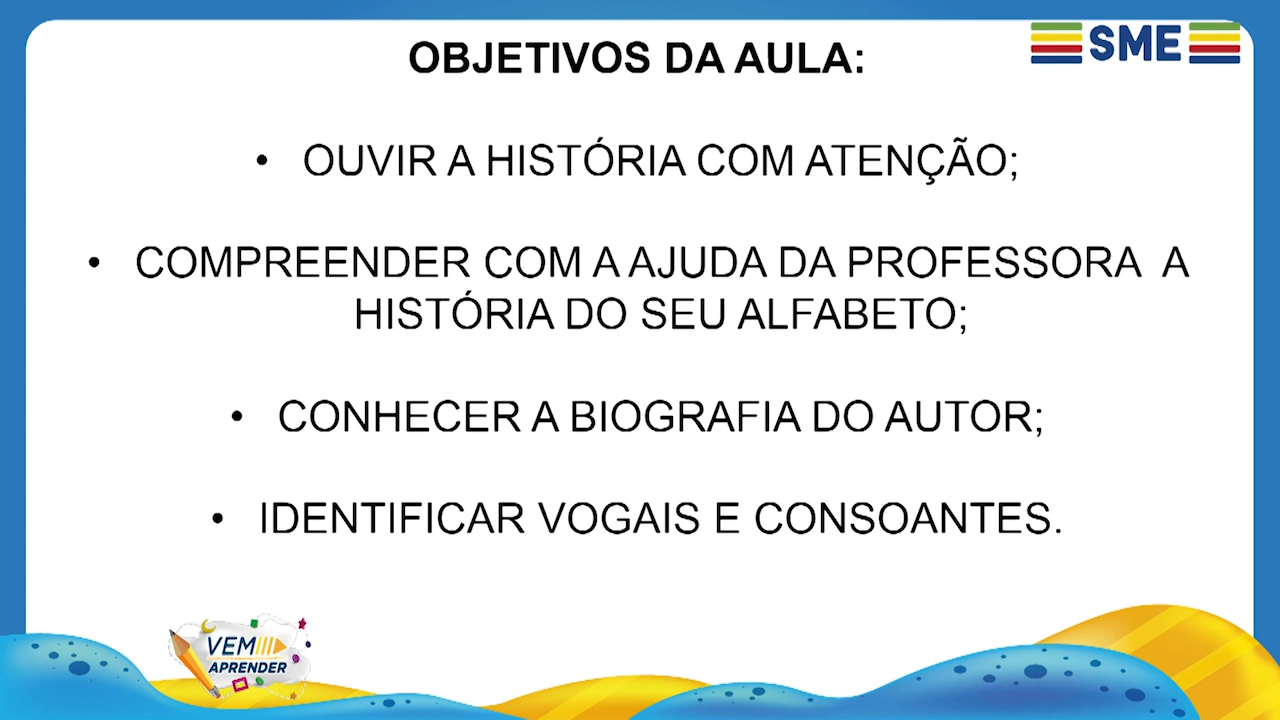 OBJETIVOS DA AULA:
SME
• OUVIR A HISTÓRIA COM ATENÇÃO;
• COMPREENDER COM A AJUDA DA PROFESSORA A
HISTÓRIA DO SEU ALFABETO;
• CONHECER A BIOGRAFIA DO AUTOR;
• IDENTIFICAR VOGAIS E CONSOANTES.
VEM
APRENDER